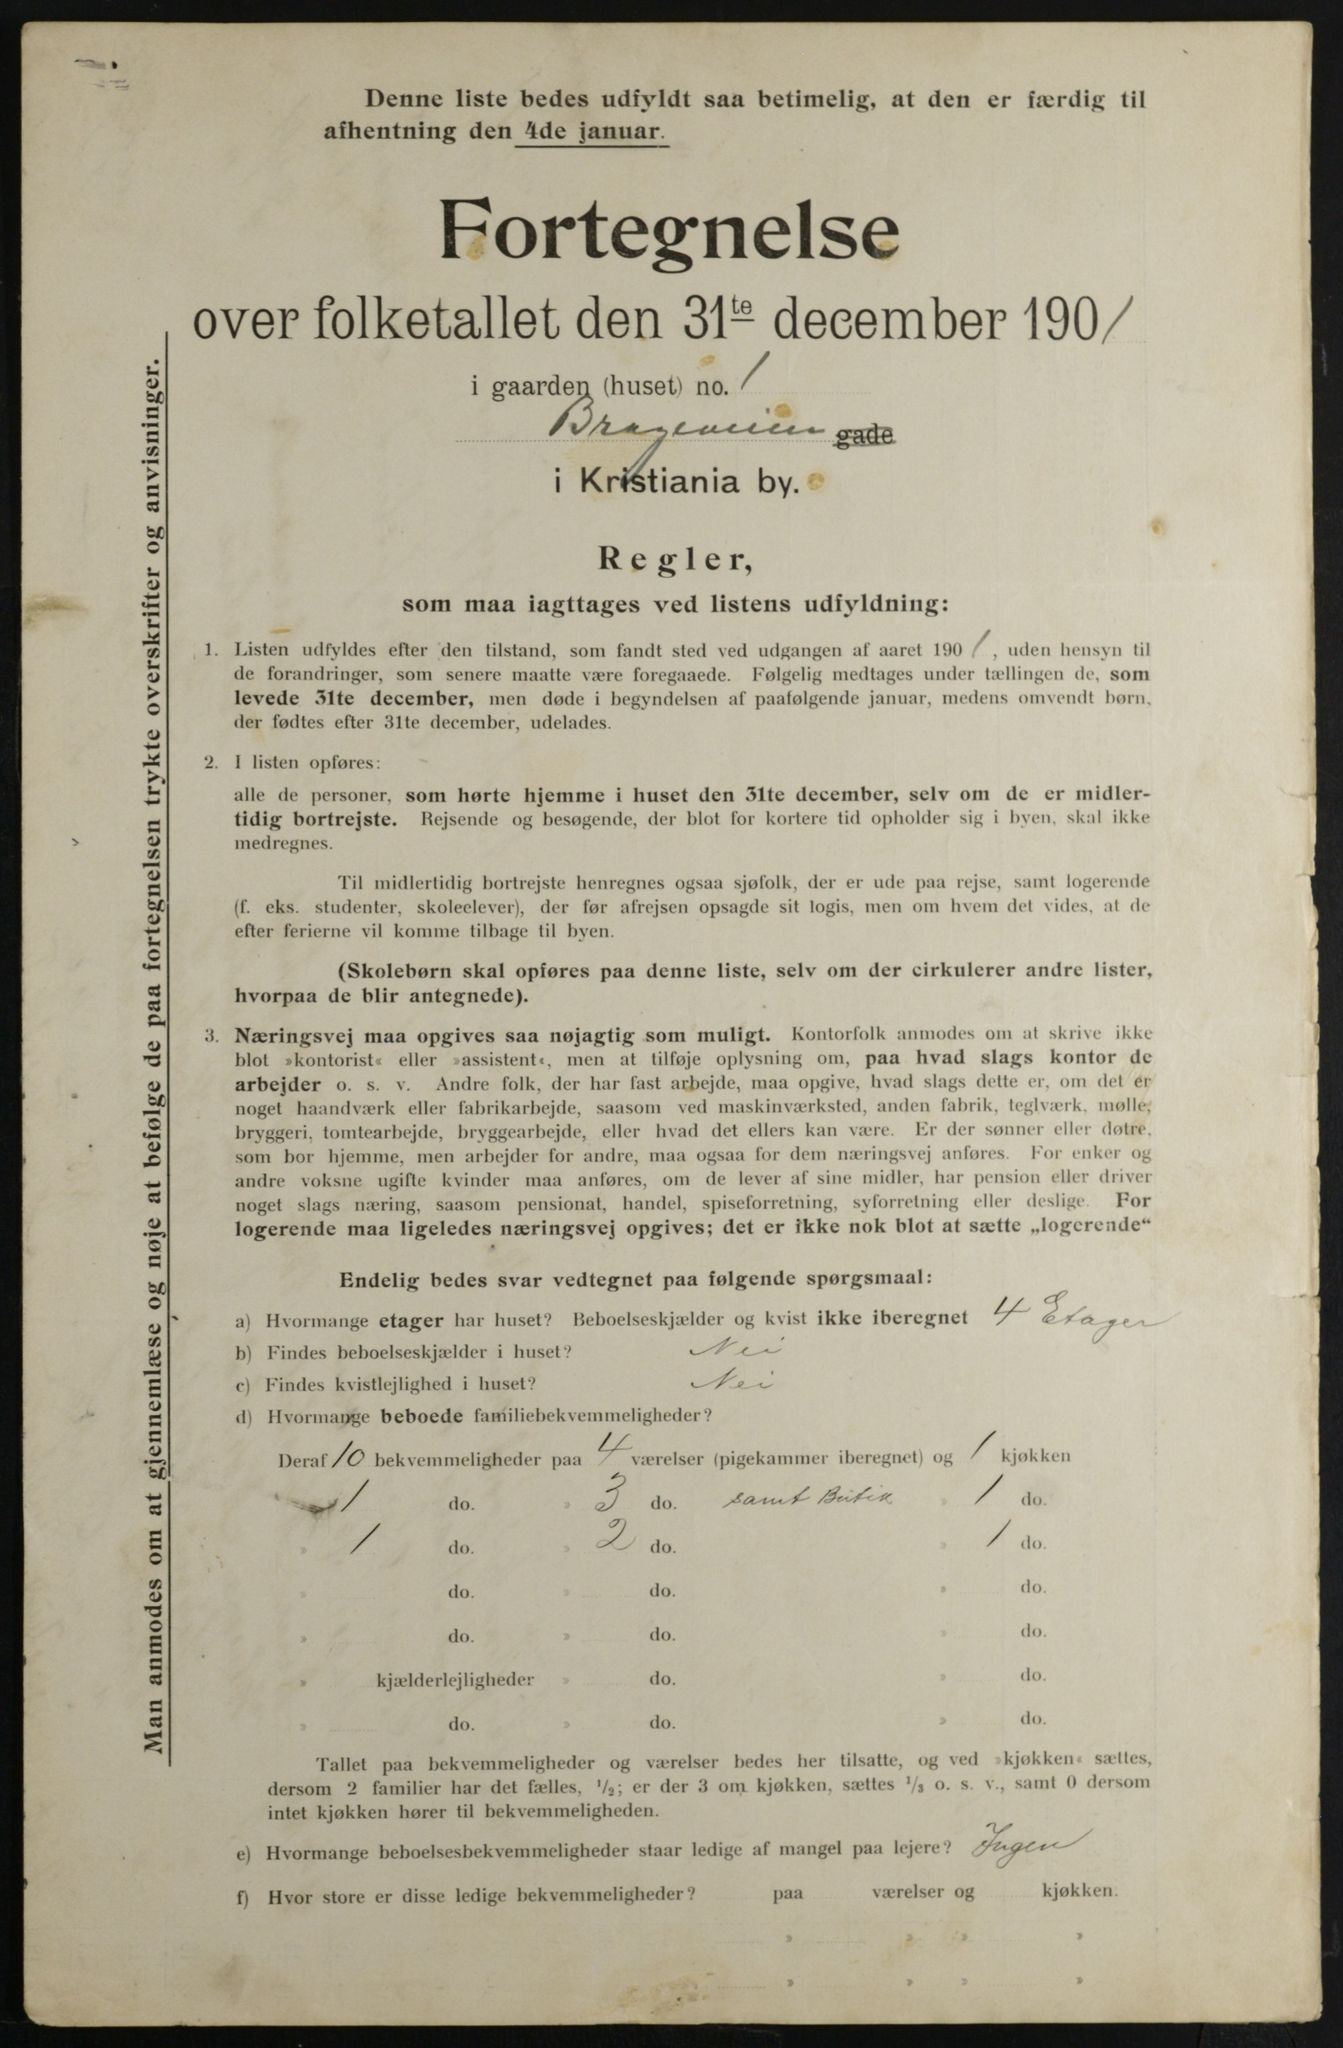 Denne liste bedes udfyldt saa betimelig, at den er færdig til
afhentning den 4de januar.
Fortegnelse
over folketallet den 31te december 1901
i gaarden (huset) no. 1
Brageveien gade
i Kristiania by.
Regler,
som maa iagttages ved listens udfyldning:
1. Listen udfyldes efter den tilstand, som fandt sted ved udgangen af aaret 1901, uden hensyn til
de forandringer, som senere maatte være foregaaede. Følgelig medtages under tællingen de, som
levede 31te december, men døde i begyndelsen af paafølgende januar, medens omvendt børn,
der fødtes efter 31te december, udelades.
2. I listen opføres:
alle de personer, som hørte hjemme i huset den 31te december, selv om de er midler-
tidig bortrejste. Rejsende og besøgende, der blot for kortere tid opholder sig i byen, skal ikke
medregnes.
Til midlertidig bortrejste henregnes ogsaa sjøfolk, der er ude paa rejse, samt logerende
(f. eks. studenter, skoleelever), der før afrejsen opsagde sit logis, men om hvem det vides, at de
efter ferierne vil komme tilbage til byen.
(Skolebørn skal opføres paa denne liste, selv om der cirkulerer andre lister,
hvorpaa de blir antegnede).
3. Næringsvej maa opgives saa nøjagtig som muligt. Kontorfolk anmodes om at skrive ikke
blot »kontorist« eller »assistent«, men at tilføje oplysning om, paa hvad slags kontor de
arbejder o. s. v. Andre folk, der har fast arbejde, maa opgive, hvad slags dette er, om det er
noget haandværk eller fabrikarbejde, saasom ved maskinværksted, anden fabrik, teglværk, mølle,
bryggeri, tomtearbejde, bryggearbejde, eller hvad det ellers kan være. Er der sønner eller døtre,
som bor hjemme, men arbejder for andre, maa ogsaa for dem næringsvej anføres. For enker og
andre voksne ugifte kvinder maa anføres, om de lever af sine midler, har pension eller driver
noget slags næring, saasom pensionat, handel, spiseforretning, syforretning eller deslige. For
logerende maa ligeledes næringsvej opgives; det er ikke nok blot at sætte „logerende“
Endelig bedes svar vedtegnet paa følgende spørgsmaal:
a) Hvormange etager har huset? Beboelseskjælder og kvist ikke iberegnet 4 Etager
b) Findes beboelseskjælder i huset? Nei
c) Findes kvistlejlighed i huset? Nei
d) Hvormange beboede familiebekvemmeligheder?
Deraf 10 bekvemmeligheder paa 4 værelser (pigekammer iberegnet) og 1 kjøkken
1 do. » 3 do. samt Butik » 1 do.
» 1 do. » 2 do. » 1 do.
» do. » do. » do.
» do. » do. » do.
» kjælderlejligheder » do. » do.
» do. » do. » do.
Tallet paa bekvemmeligheder og værelser bedes her tilsatte, og ved »kjøkken« sættes,
dersom 2 familier har det fælles, 1/2; er der 3 om kjøkken, sættes 1/3 o. s. v., samt 0 dersom
intet kjøkken hører til bekvemmeligheden.
e) Hvormange beboelsesbekvemmeligheder staar ledige af mangel paa lejere? Ingen
f) Hvor store er disse ledige bekvemmeligheder? paa værelser og kjøkken.
» » » »
» » » »
Man anmodes om at gjennemlæse og nøje at befølge de paa fortegnelsen trykte overskrifter og anvisninger.